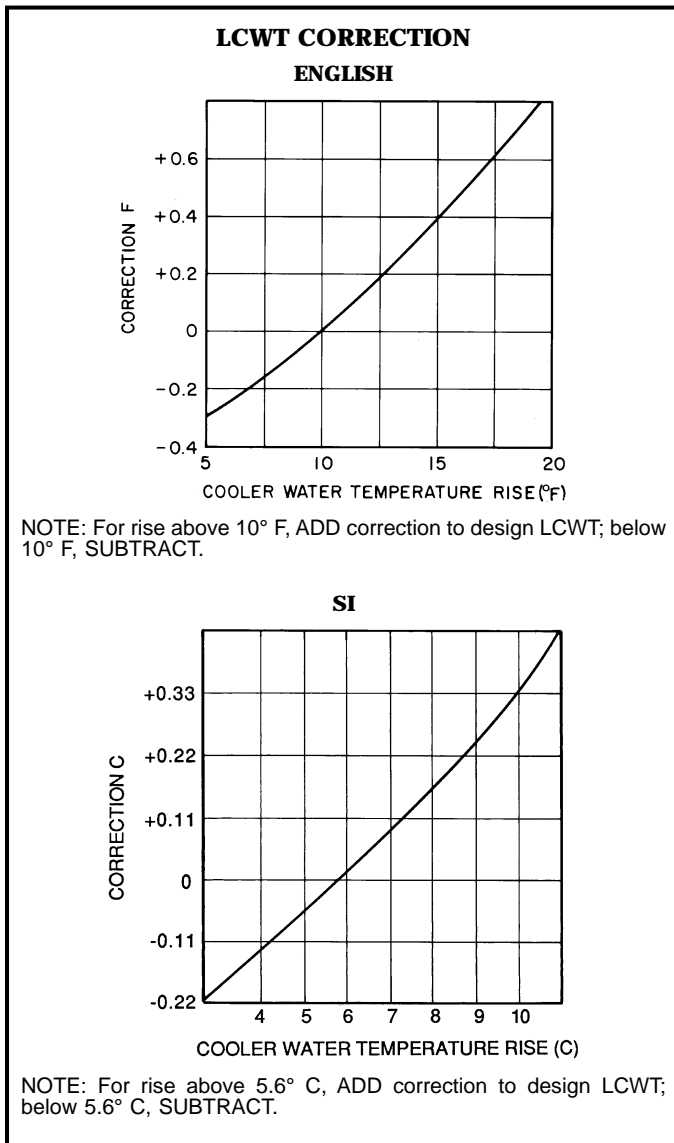 LCWT CORRECTION
ENGLISH
CORRECTION F
+0.6
+0.4
+0.2
0
-0.2
-0.4
5 10 15 20
COOLER WATER TEMPERATURE RISE (°F)
NOTE: For rise above 10° F, ADD correction to design LCWT; below
10° F, SUBTRACT.
SI
CORRECTION C
+0.33
+0.22
+0.11
0
-0.11
-0.22
4 5 6 7 8 9 10
COOLER WATER TEMPERATURE RISE (C)
NOTE: For rise above 5.6° C, ADD correction to design LCWT;
below 5.6° C, SUBTRACT.